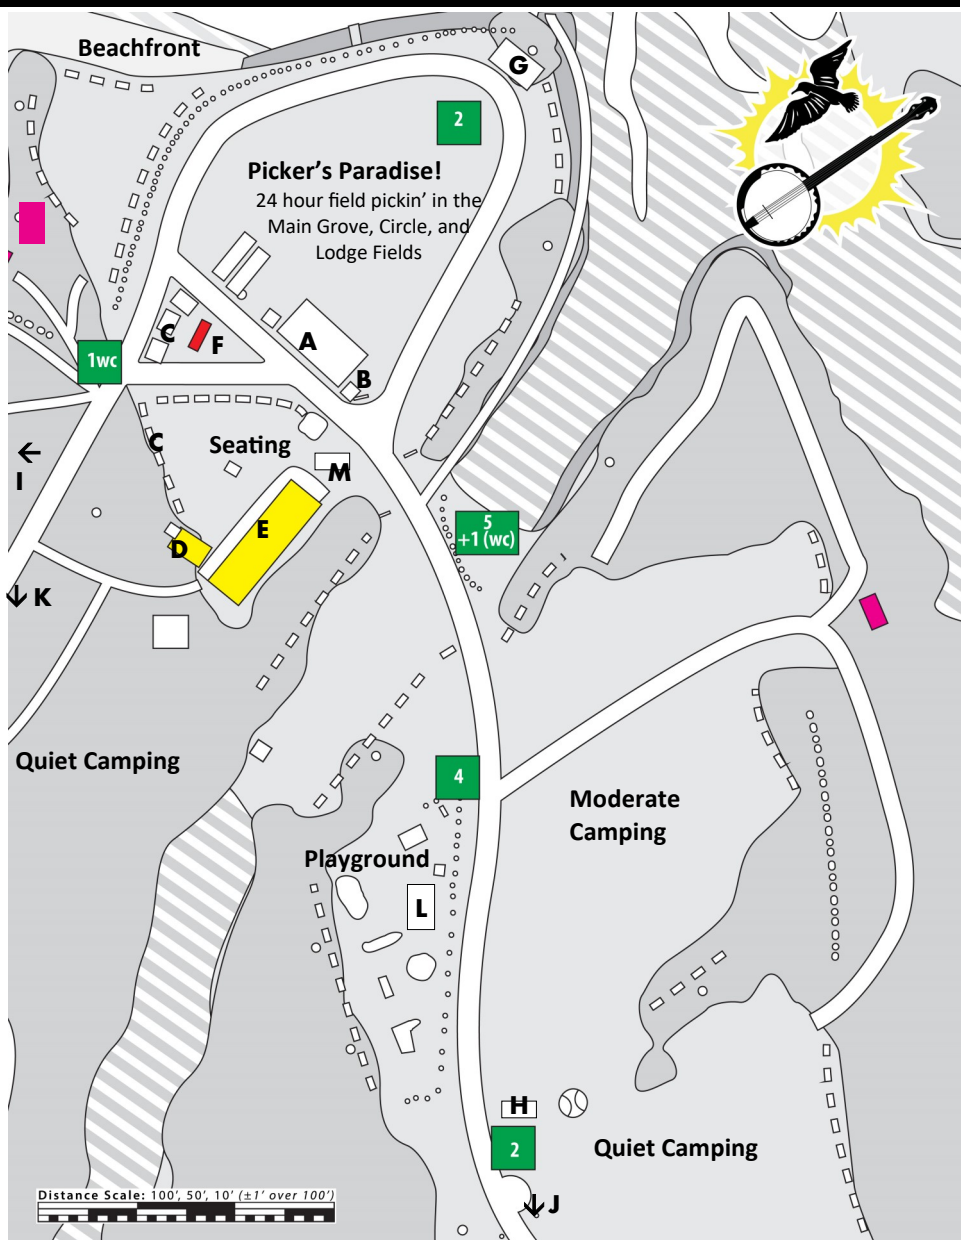 Beachfront
G
2
Picker's Paradise!
24 hour field pickin' in the
Main Grove, Circle, and
Lodge Fields
C
F
A
1wc
B
C
Seating
←
I
M
E
5
+1 (wc)
D
↓ K
Quiet Camping
4
Moderate
Camping
Playground
L
H
2
Quiet Camping
Distance Scale: 100', 50', 10' (±1' over 100')
↓ J